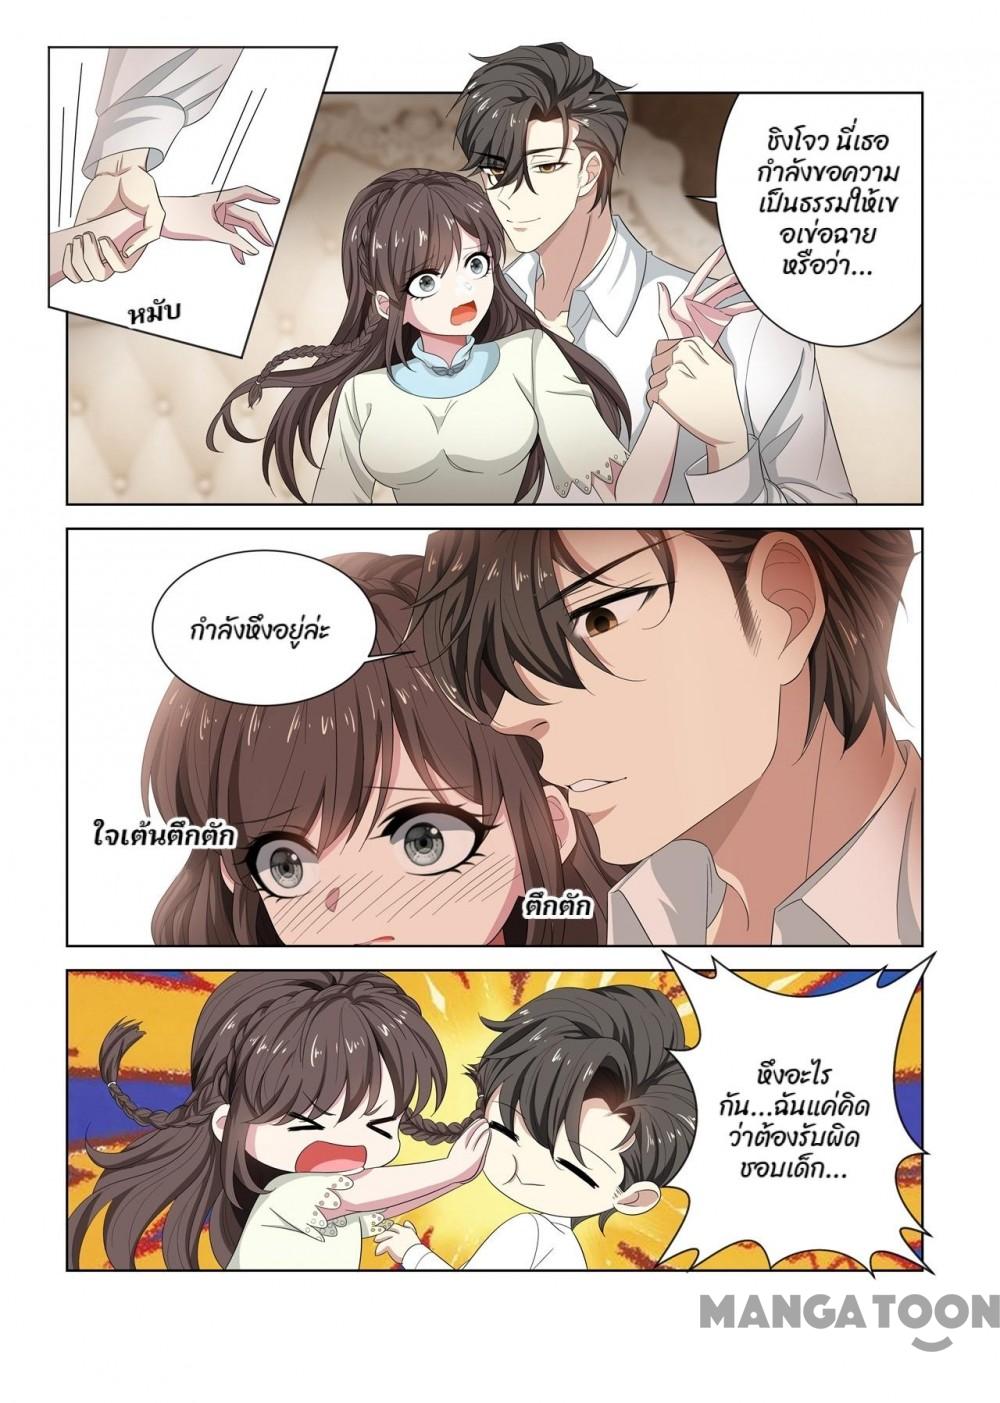 ชิงโจว นี่เธอ
กำลังขอความ
เป็นธรรมให้เข
อเข่อฉาย
หรือว่า...
หมับ
กำลังหึงอยู่ล่ะ
ใจเต้นตึกตัก
ตึกตัก
หึงอะไร
กัน...ฉันแค่คิด
ว่าต้องรับผิด
ชอบเด็ก...
MANGATOON